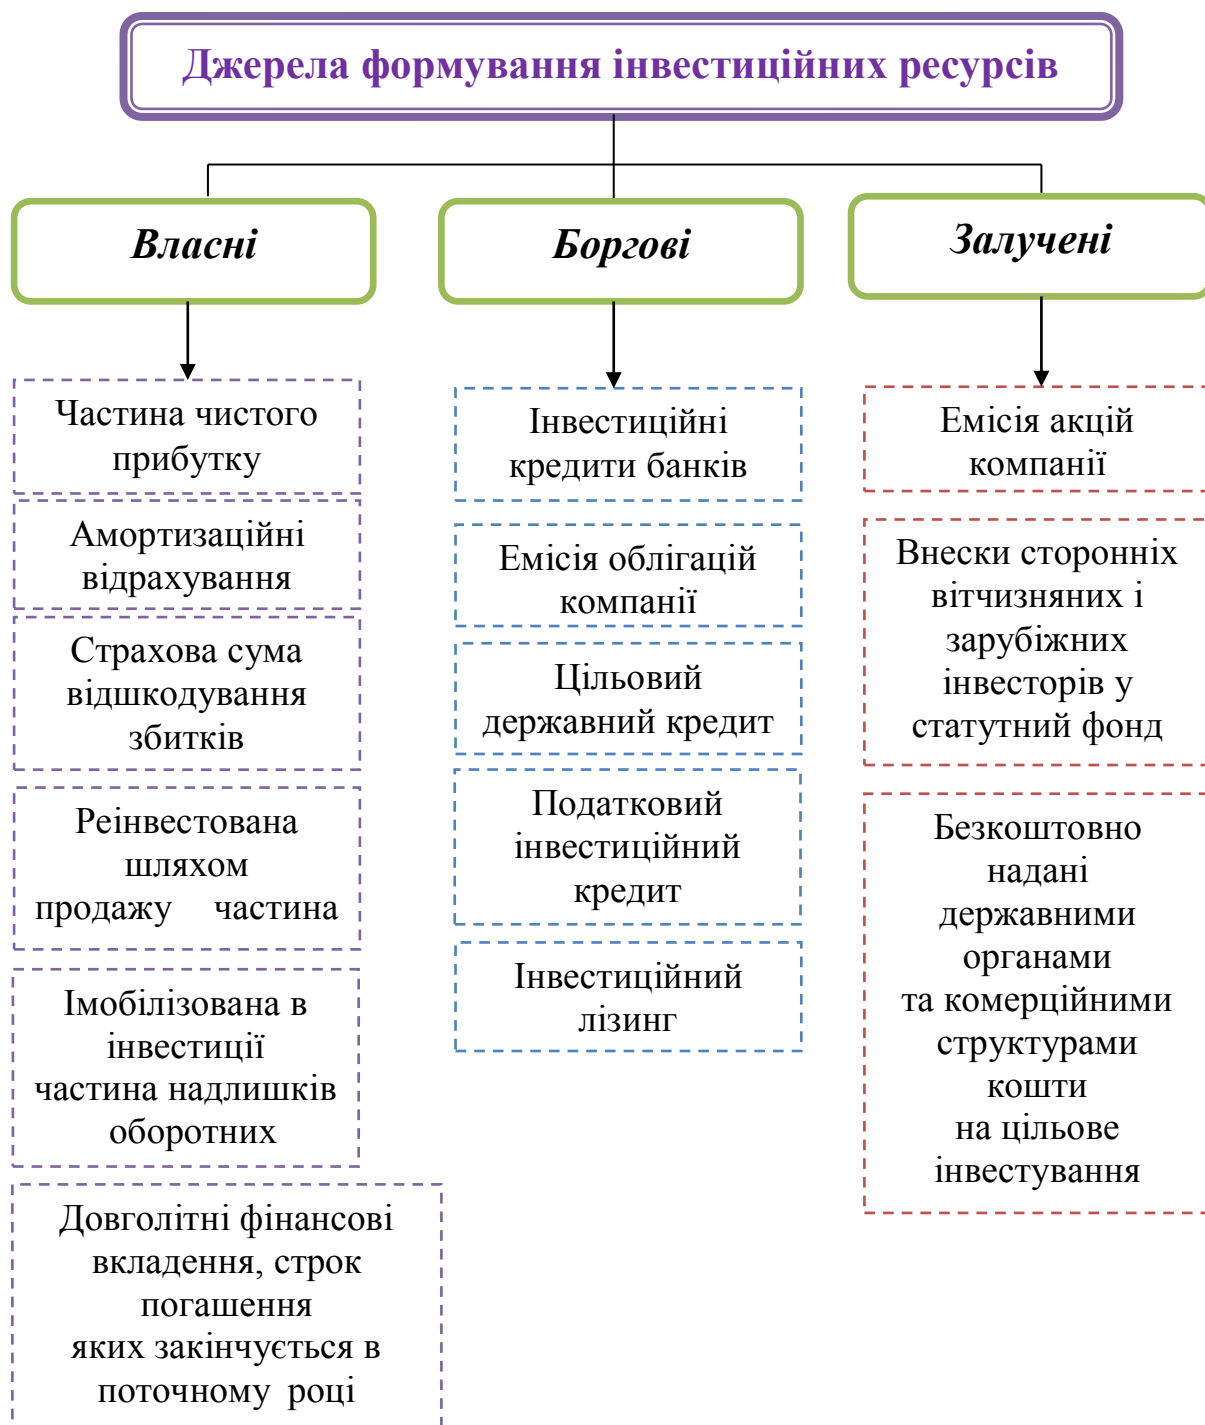 Джерела формування інвестиційних ресурсів
Власні
Боргові
Залучені
Частина чистого
прибутку
Амортизаційні
відрахування
Страхова сума
відшкодування
збитків
Реінвестована
шляхом
продажу частина
Імобілізована в
інвестиції
частина надлишків
оборотних
Довголітні фінансові
вкладення, строк
погашення
яких закінчується в
поточному році
Інвестиційні
кредити банків
Емісія облігацій
компанії
Цільовий
державний кредит
Податковий
інвестиційний
кредит
Інвестиційний
лізинг
Емісія акцій
компанії
Внески сторонніх
вітчизняних і
зарубіжних
інвесторів у
статутний фонд
Безкоштовно
надані
державними
органами
та комерційними
структурами
кошти
на цільове
інвестування